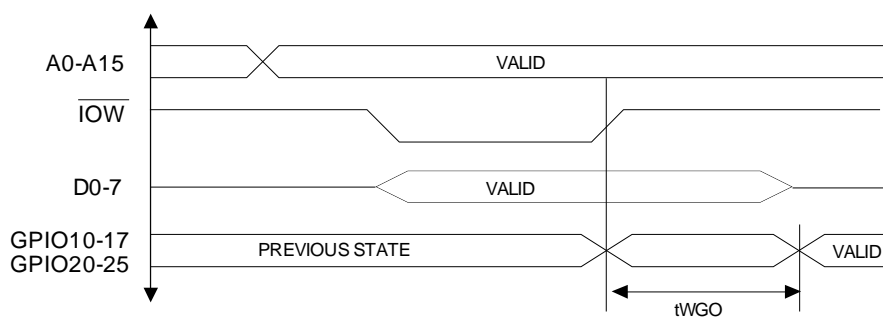 A0-A15 VALID
IOW
D0-7 VALID
GPIO10-17
GPIO20-25 PREVIOUS STATE VALID
tWGO